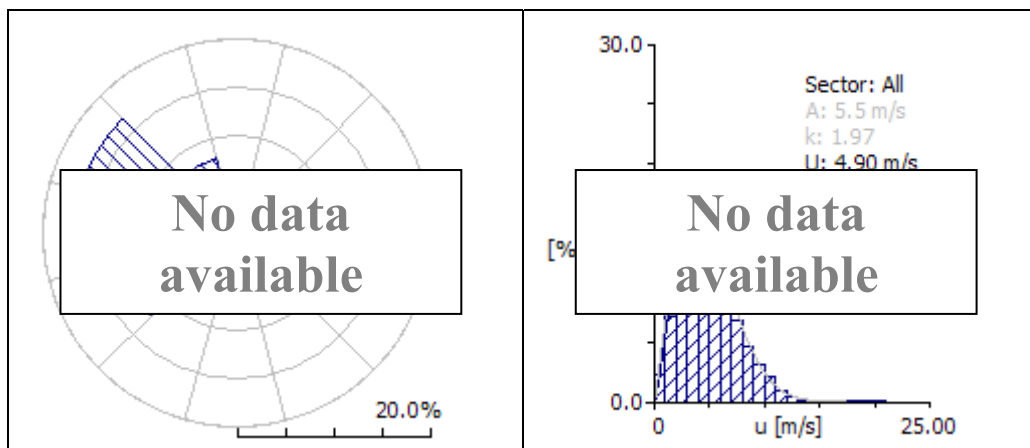 No data
available
20.0%
30.0
Sector: All
A: 5.5 m/s
k: 1.97
U: 4.90 m/s
[%
No data
available
0.0
0
u [m/s]
25.00